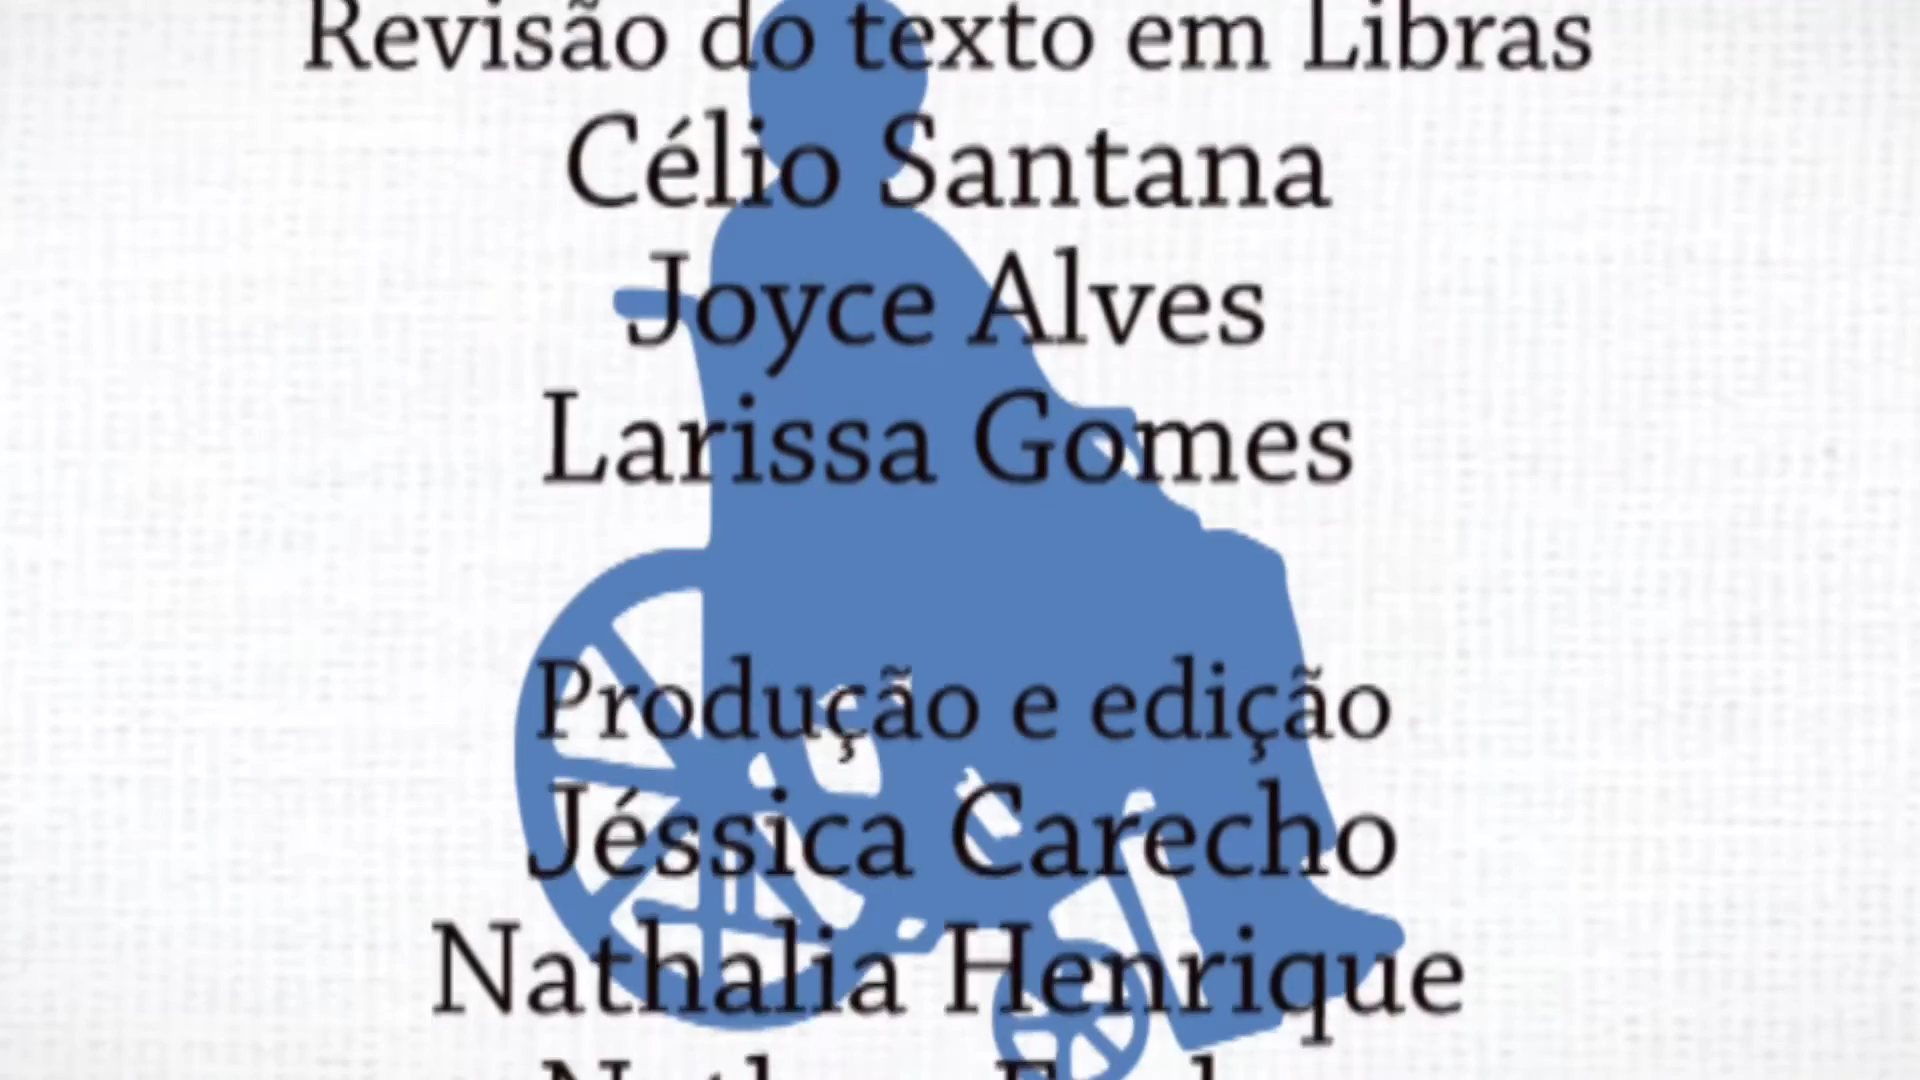 Revisão do texto em Libras
Célio Santana
Joyce Alves
Larissa Gomes
Produção e edição
Jéssica Carecho
Nathalia Henrique